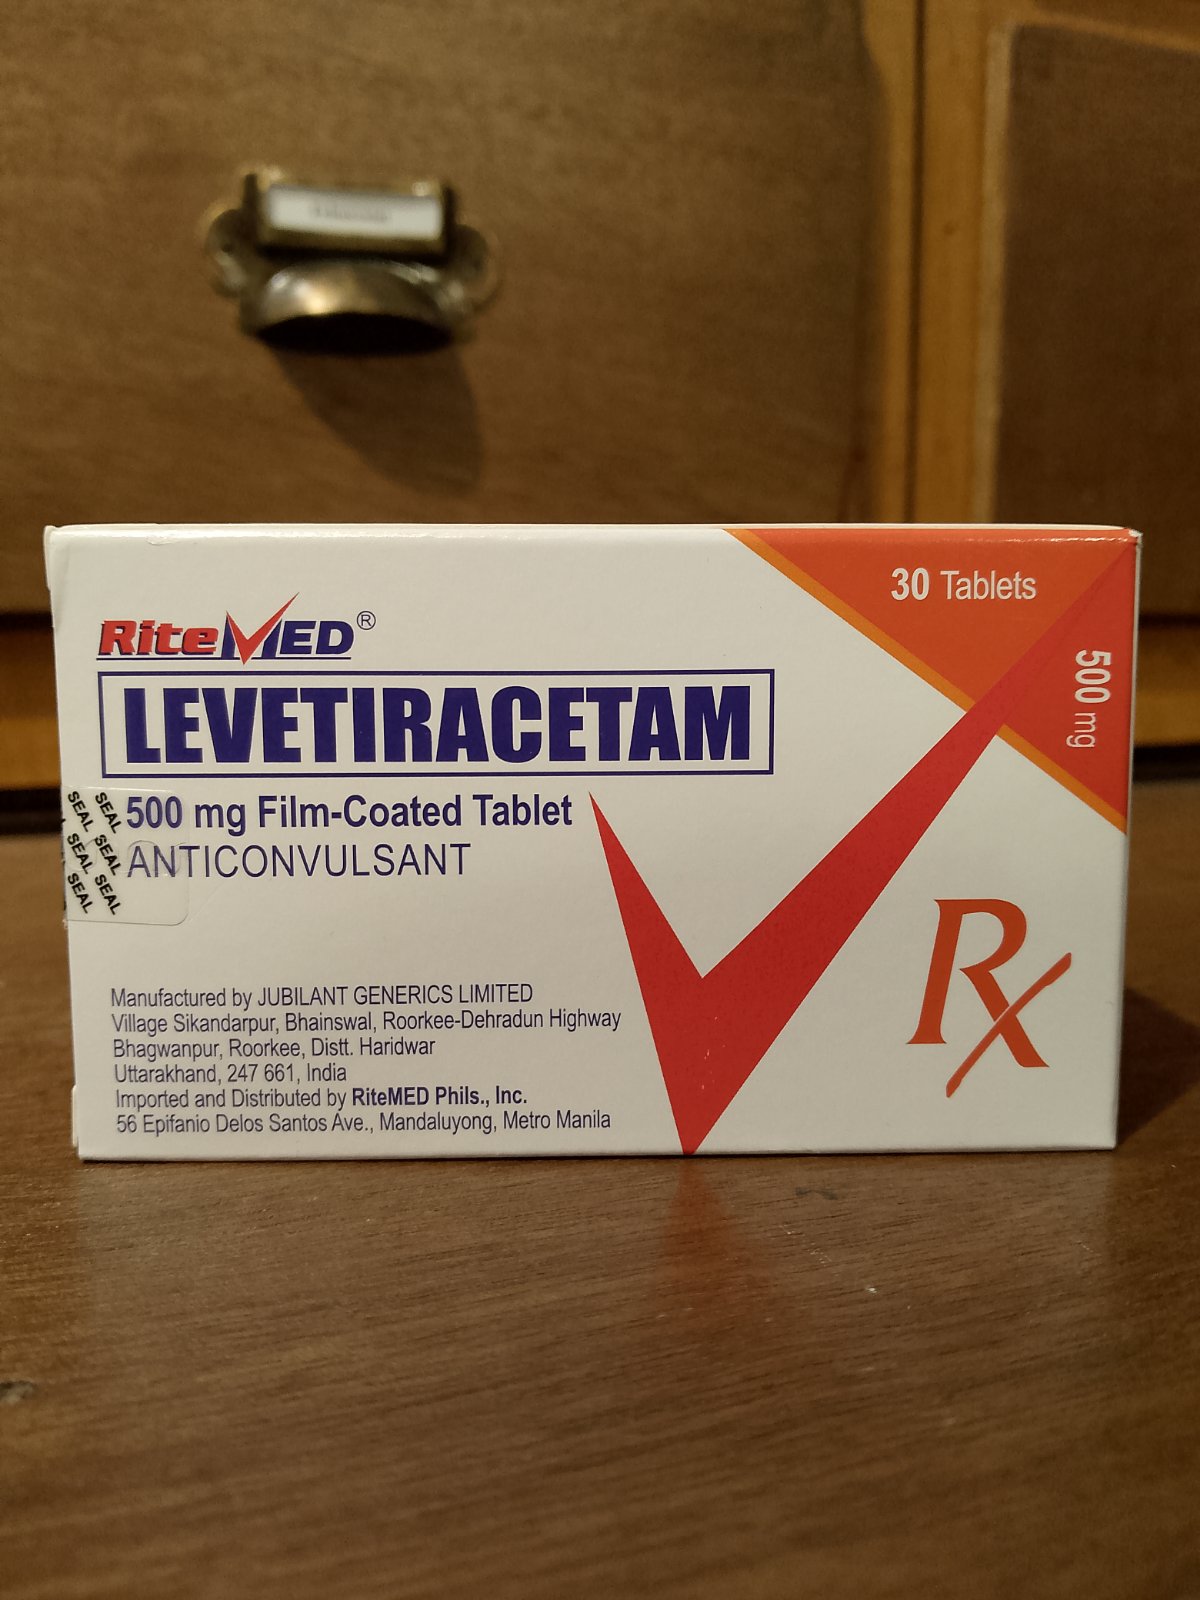 30 Tablets
500 mg
RiteMED®
LEVETIRACETAM
500 mg Film-Coated Tablet
ANTICONVULSANT
SEAL SEAL
SEAL SEAL
SEAL SEAL
Manufactured by JUBILANT GENERICS LIMITED
Village Sikandarpur, Bhainswal, Roorkee-Dehradun Highway
Bhagwanpur, Roorkee, Distt. Haridwar
Uttarakhand, 247 661, India
Imported and Distributed by RiteMED Phils., Inc.
56 Epifanio Delos Santos Ave., Mandaluyong, Metro Manila
Rx